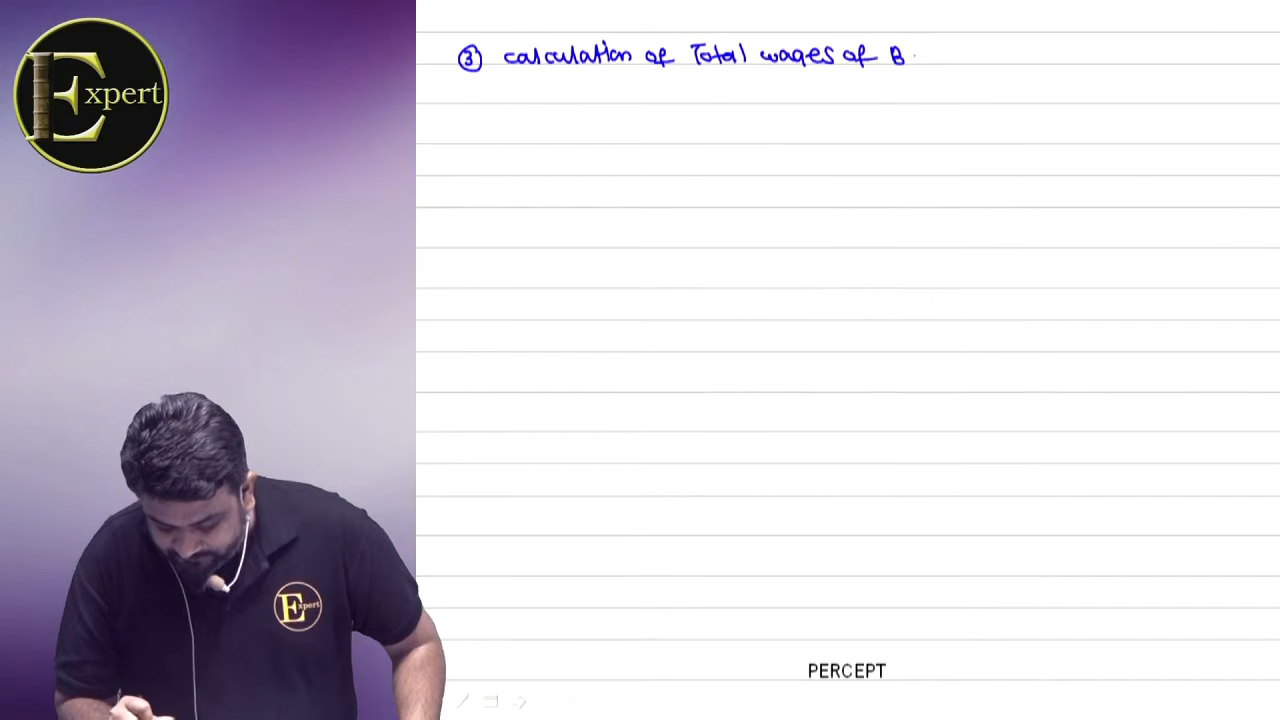 Expert
③ calculation of Total wages of B
Expert
PERCEPT